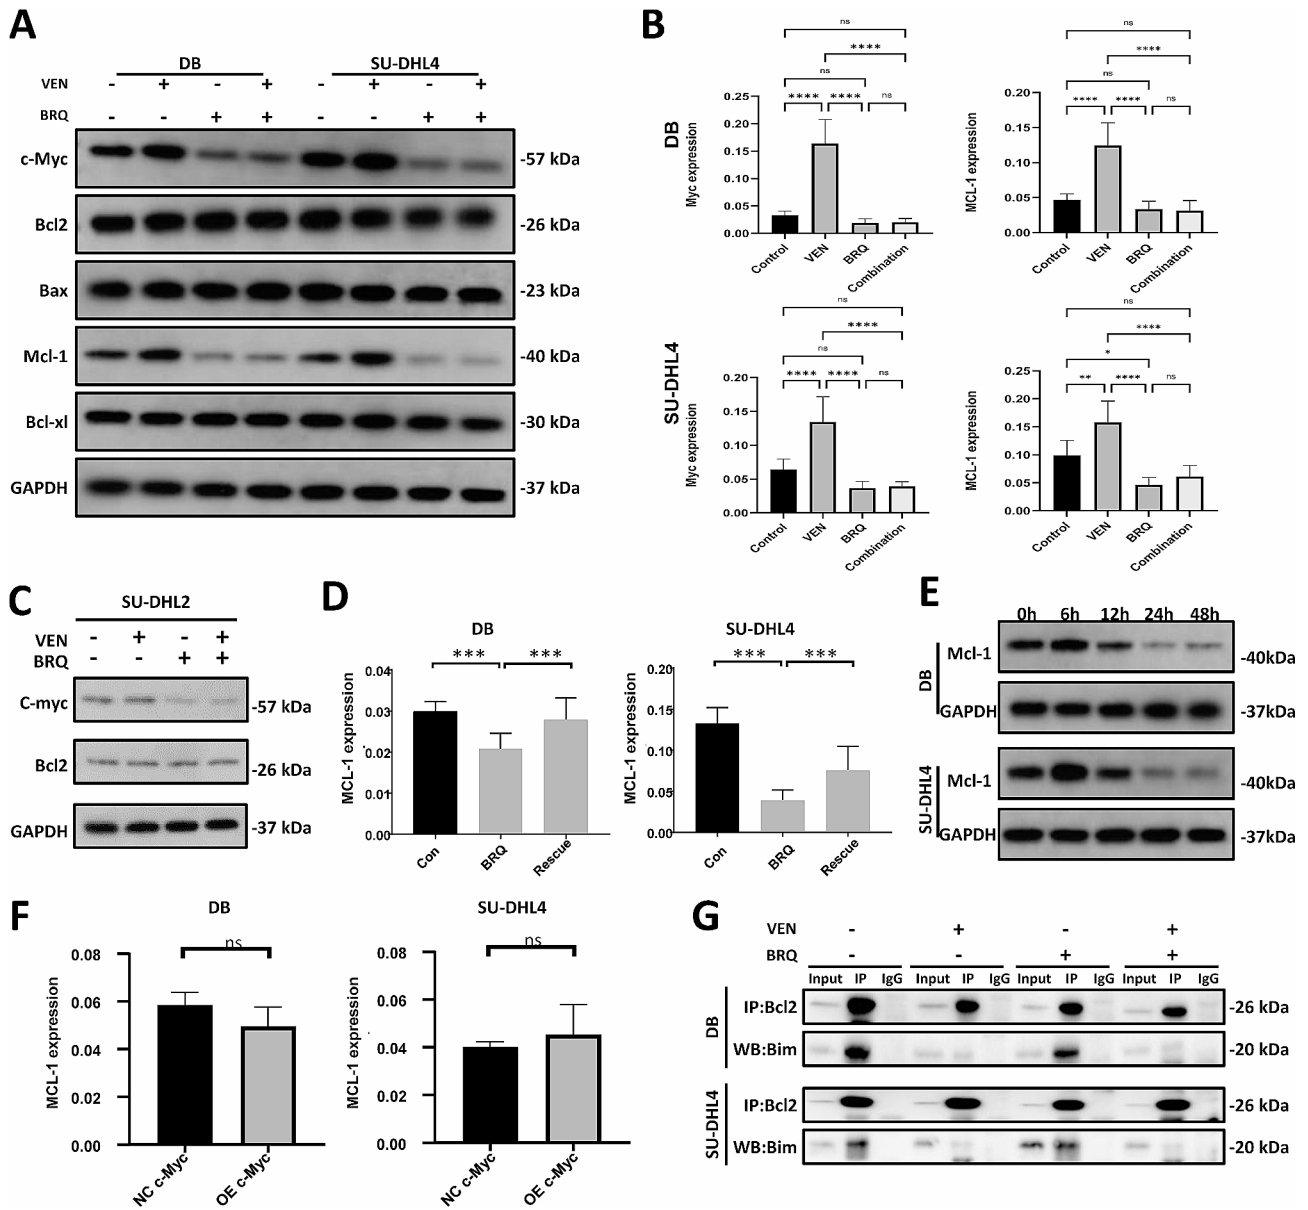 A
DB SU-DHL4
VEN - + - + - + - +
BRQ - - + + - - + +
c-Myc -57 kDa
Bcl2 -26 kDa
Bax -23 kDa
Mcl-1 -40 kDa
Bcl-xl -30 kDa
GAPDH -37 kDa
B
DB
ns
****
ns
**** **** ns
Myc expression
0.25
0.20
0.15
0.10
0.05
0.00
Control VEN BRQ Combination
ns
****
ns
**** **** ns
MCL-1 expression
0.20
0.15
0.10
0.05
0.00
Control VEN BRQ Combination
SU-DHL4
ns
****
ns
**** **** ns
Myc expression
0.20
0.15
0.10
0.05
0.00
Control VEN BRQ Combination
ns
****
*
** **** ns
MCL-1 expression
0.20
0.15
0.10
0.05
0.00
Control VEN BRQ Combination
C
SU-DHL2
VEN - + - +
BRQ - - + +
C-myc -57 kDa
Bcl2 -26 kDa
GAPDH -37 kDa
D
DB
*** ***
MCL-1 expression
0.04
0.03
0.02
0.01
0.00
Con BRQ Rescue
SU-DHL4
*** ***
MCL-1 expression
0.20
0.15
0.10
0.05
0.00
Con BRQ Rescue
E
0h 6h 12h 24h 48h
DB
Mcl-1 -40kDa
GAPDH -37kDa
SU-DHL4
Mcl-1 -40kDa
GAPDH -37kDa
F
DB
ns
MCL-1 expression
0.08
0.06
0.04
0.02
0.00
NC c-Myc OE c-Myc
SU-DHL4
ns
MCL-1 expression
0.08
0.06
0.04
0.02
0.00
NC c-Myc OE c-Myc
G
VEN - + - +
BRQ - - + +
Input IP IgG Input IP IgG Input IP IgG Input IP IgG
DB
IP:Bcl2 -26 kDa
WB:Bim -20 kDa
SU-DHL4
IP:Bcl2 -26 kDa
WB:Bim -20 kDa